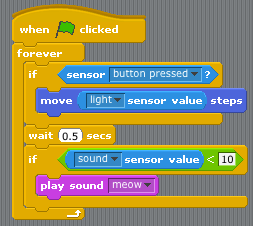 when clicked
forever
if sensor button pressed ?
move light sensor value steps
wait 0.5 secs
if sound sensor value < 10
play sound meow